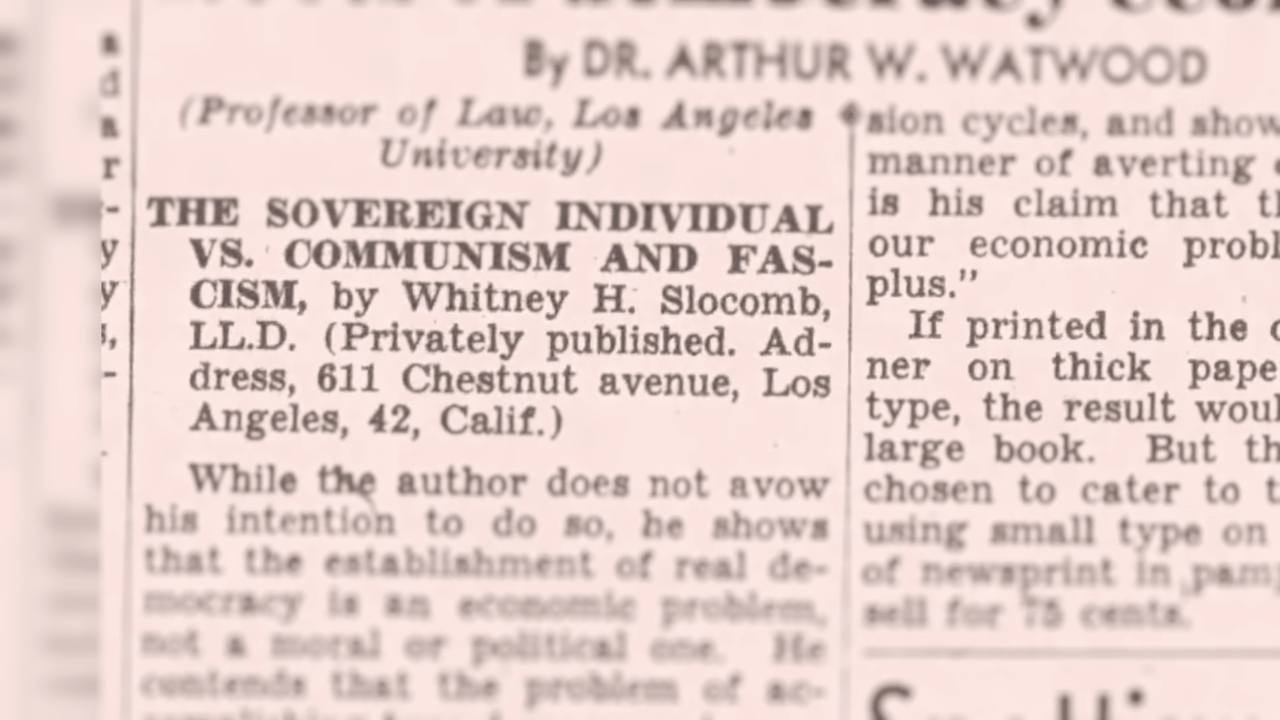 By DR. ARTHUR W. WATWOOD
(Professor of Law, Los Angeles
University)
THE SOVEREIGN INDIVIDUAL
VS. COMMUNISM AND FAS-
CISM, by Whitney H. Slocomb,
LL.D. (Privately published. Ad-
dress, 611 Chestnut avenue, Los
Angeles, 42, Calif.)
While the author does not avow
his intention to do so, he shows
that the establishment of real de-
mocracy is an economic problem,
not a moral or political one. He
contends that the problem of ac-
sion cycles, and show
manner of averting
is his claim that
our economic
plus."
If printed in the
ner on thick
type, the result
large book. But
chosen to cater to
using small type on
of newsprint in
sell for 75 cents.